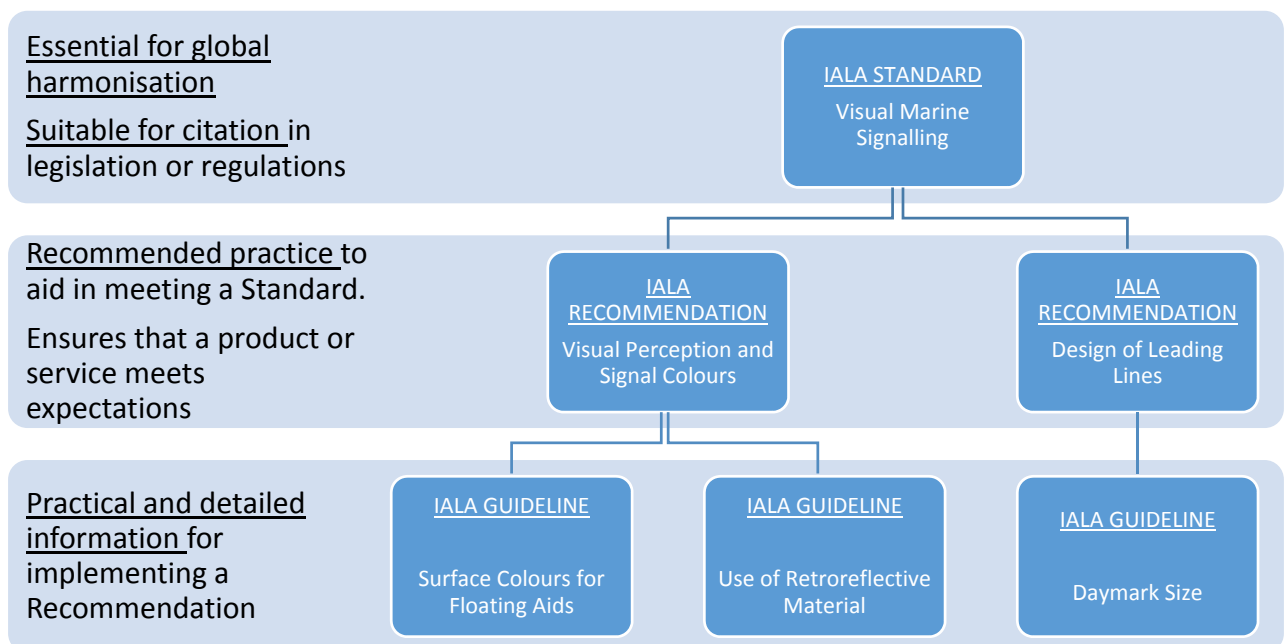 Essential for global
harmonisation
Suitable for citation in
legislation or regulations
IALA STANDARD
Visual Marine
Signalling
Recommended practice to
aid in meeting a Standard.
Ensures that a product or
service meets
expectations
IALA
RECOMMENDATION
Visual Perception and
Signal Colours
IALA
RECOMMENDATION
Design of Leading
Lines
Practical and detailed
information for
implementing a
Recommendation
IALA GUIDELINE
Surface Colours for
Floating Aids
IALA GUIDELINE
Use of Retroreflective
Material
IALA GUIDELINE
Daymark Size